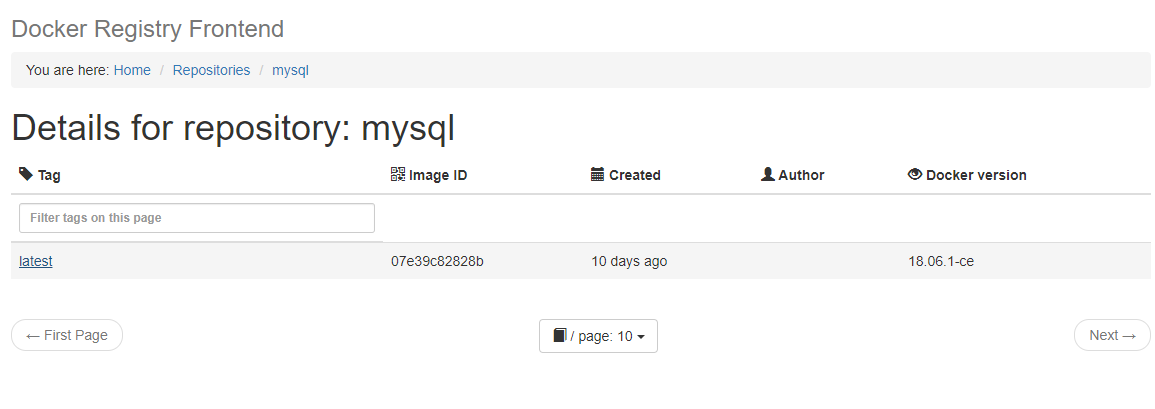 Docker Registry Frontend
You are here: Home / Repositories / mysql
Details for repository: mysql
Tag Image ID Created Author Docker version
Filter tags on this page
latest 07e39c82828b 10 days ago 18.06.1-ce
← First Page / page: 10 Next →